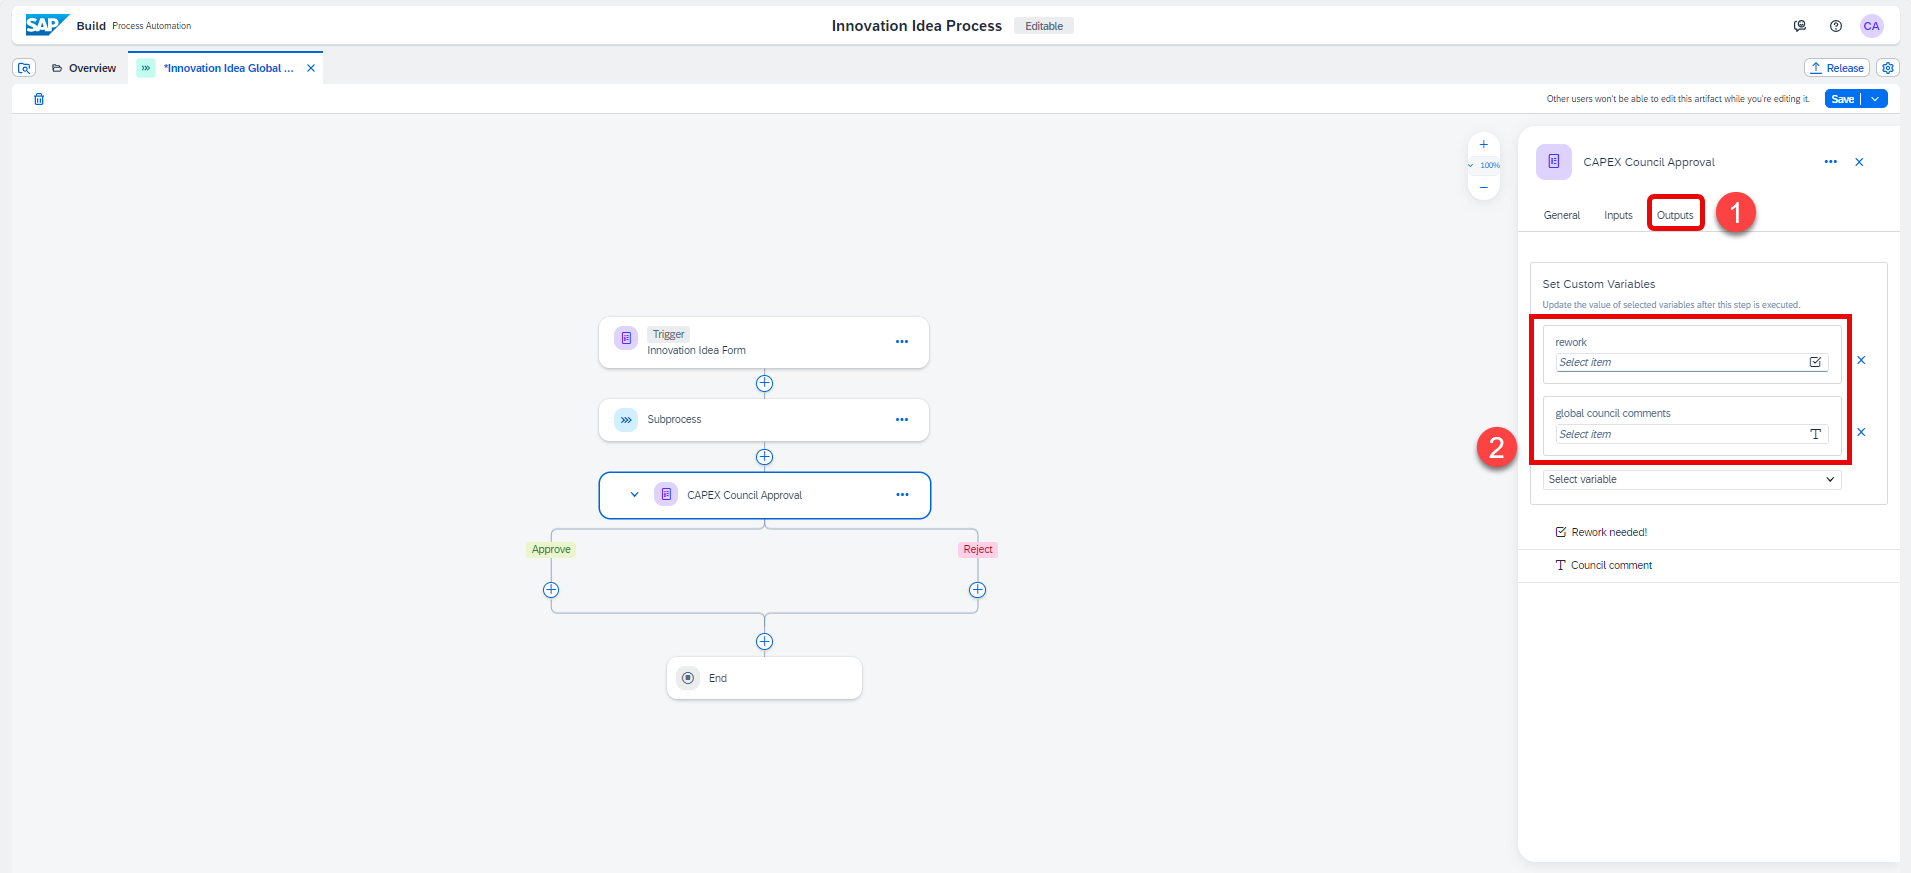 SAP Build Process Automation
Innovation Idea Process Editable
CA
Overview
*Innovation Idea Global ...
Release
Other users won't be able to edit this artifact while you're editing it.
Save
100%
CAPEX Council Approval
General Inputs Outputs
1
Set Custom Variables
Update the value of selected variables after this step is executed.
rework
Select item
global council comments
Select item
2
Select variable
Rework needed!
Council comment
Trigger
Innovation Idea Form
Subprocess
CAPEX Council Approval
Approve
Reject
End